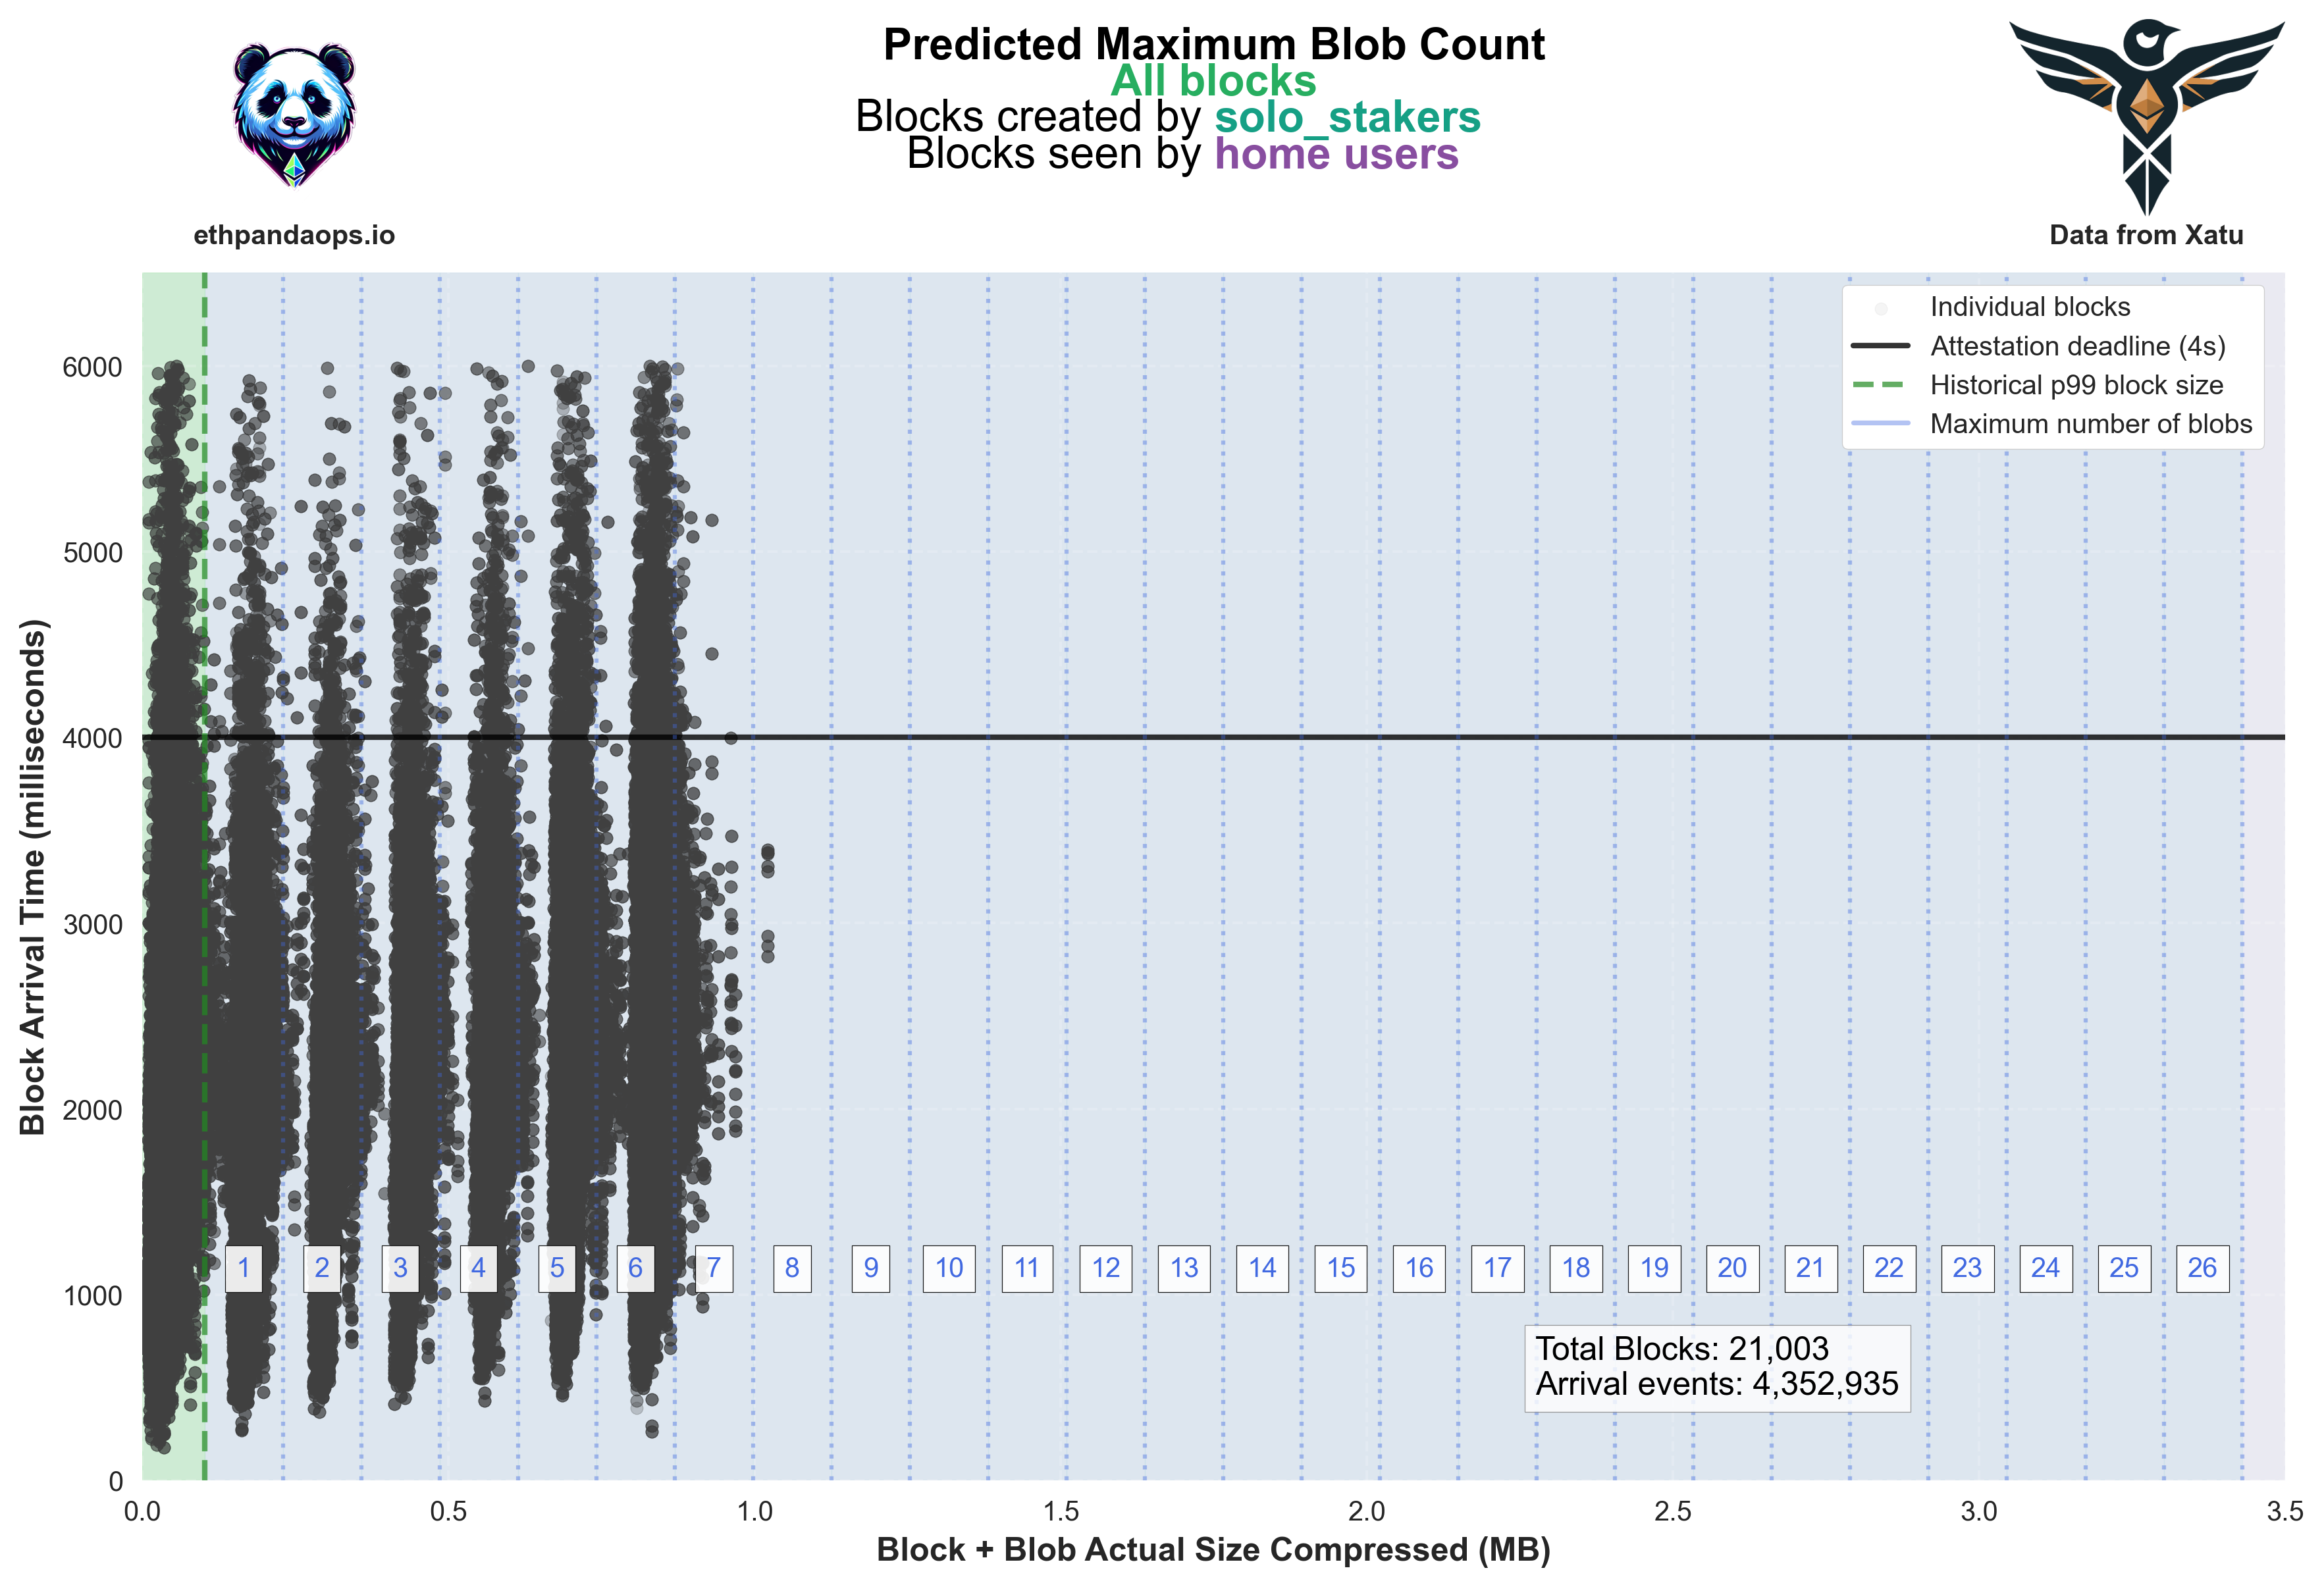 Predicted Maximum Blob Count
All blocks
Blocks created by solo_stakers
Blocks seen by home users
ethpandaops.io
Data from Xatu
Individual blocks
Attestation deadline (4s)
Historical p99 block size
Maximum number of blobs
Block Arrival Time (milliseconds)
6000
5000
4000
3000
2000
1000
0
1 2 3 4 5 6 7 8 9 10 11 12 13 14 15 16 17 18 19 20 21 22 23 24 25 26
Total Blocks: 21,003
Arrival events: 4,352,935
0.0 0.5 1.0 1.5 2.0 2.5 3.0 3.5
Block + Blob Actual Size Compressed (MB)